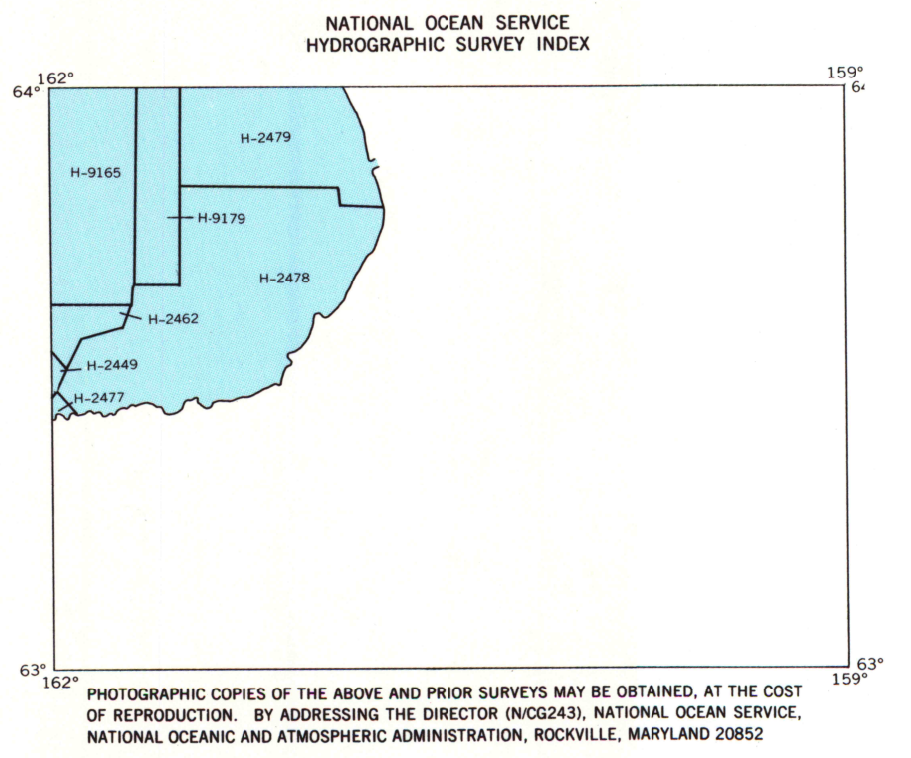 NATIONAL OCEAN SERVICE
HYDROGRAPHIC SURVEY INDEX
162°
159°
64°
64
H-2479
H-9165
H-9179
H-2478
H-2462
H-2449
H-2477
63°
63°
162°
159°
PHOTOGRAPHIC COPIES OF THE ABOVE AND PRIOR SURVEYS MAY BE OBTAINED, AT THE COST
OF REPRODUCTION. BY ADDRESSING THE DIRECTOR (N/CG243), NATIONAL OCEAN SERVICE,
NATIONAL OCEANIC AND ATMOSPHERIC ADMINISTRATION, ROCKVILLE, MARYLAND 20852